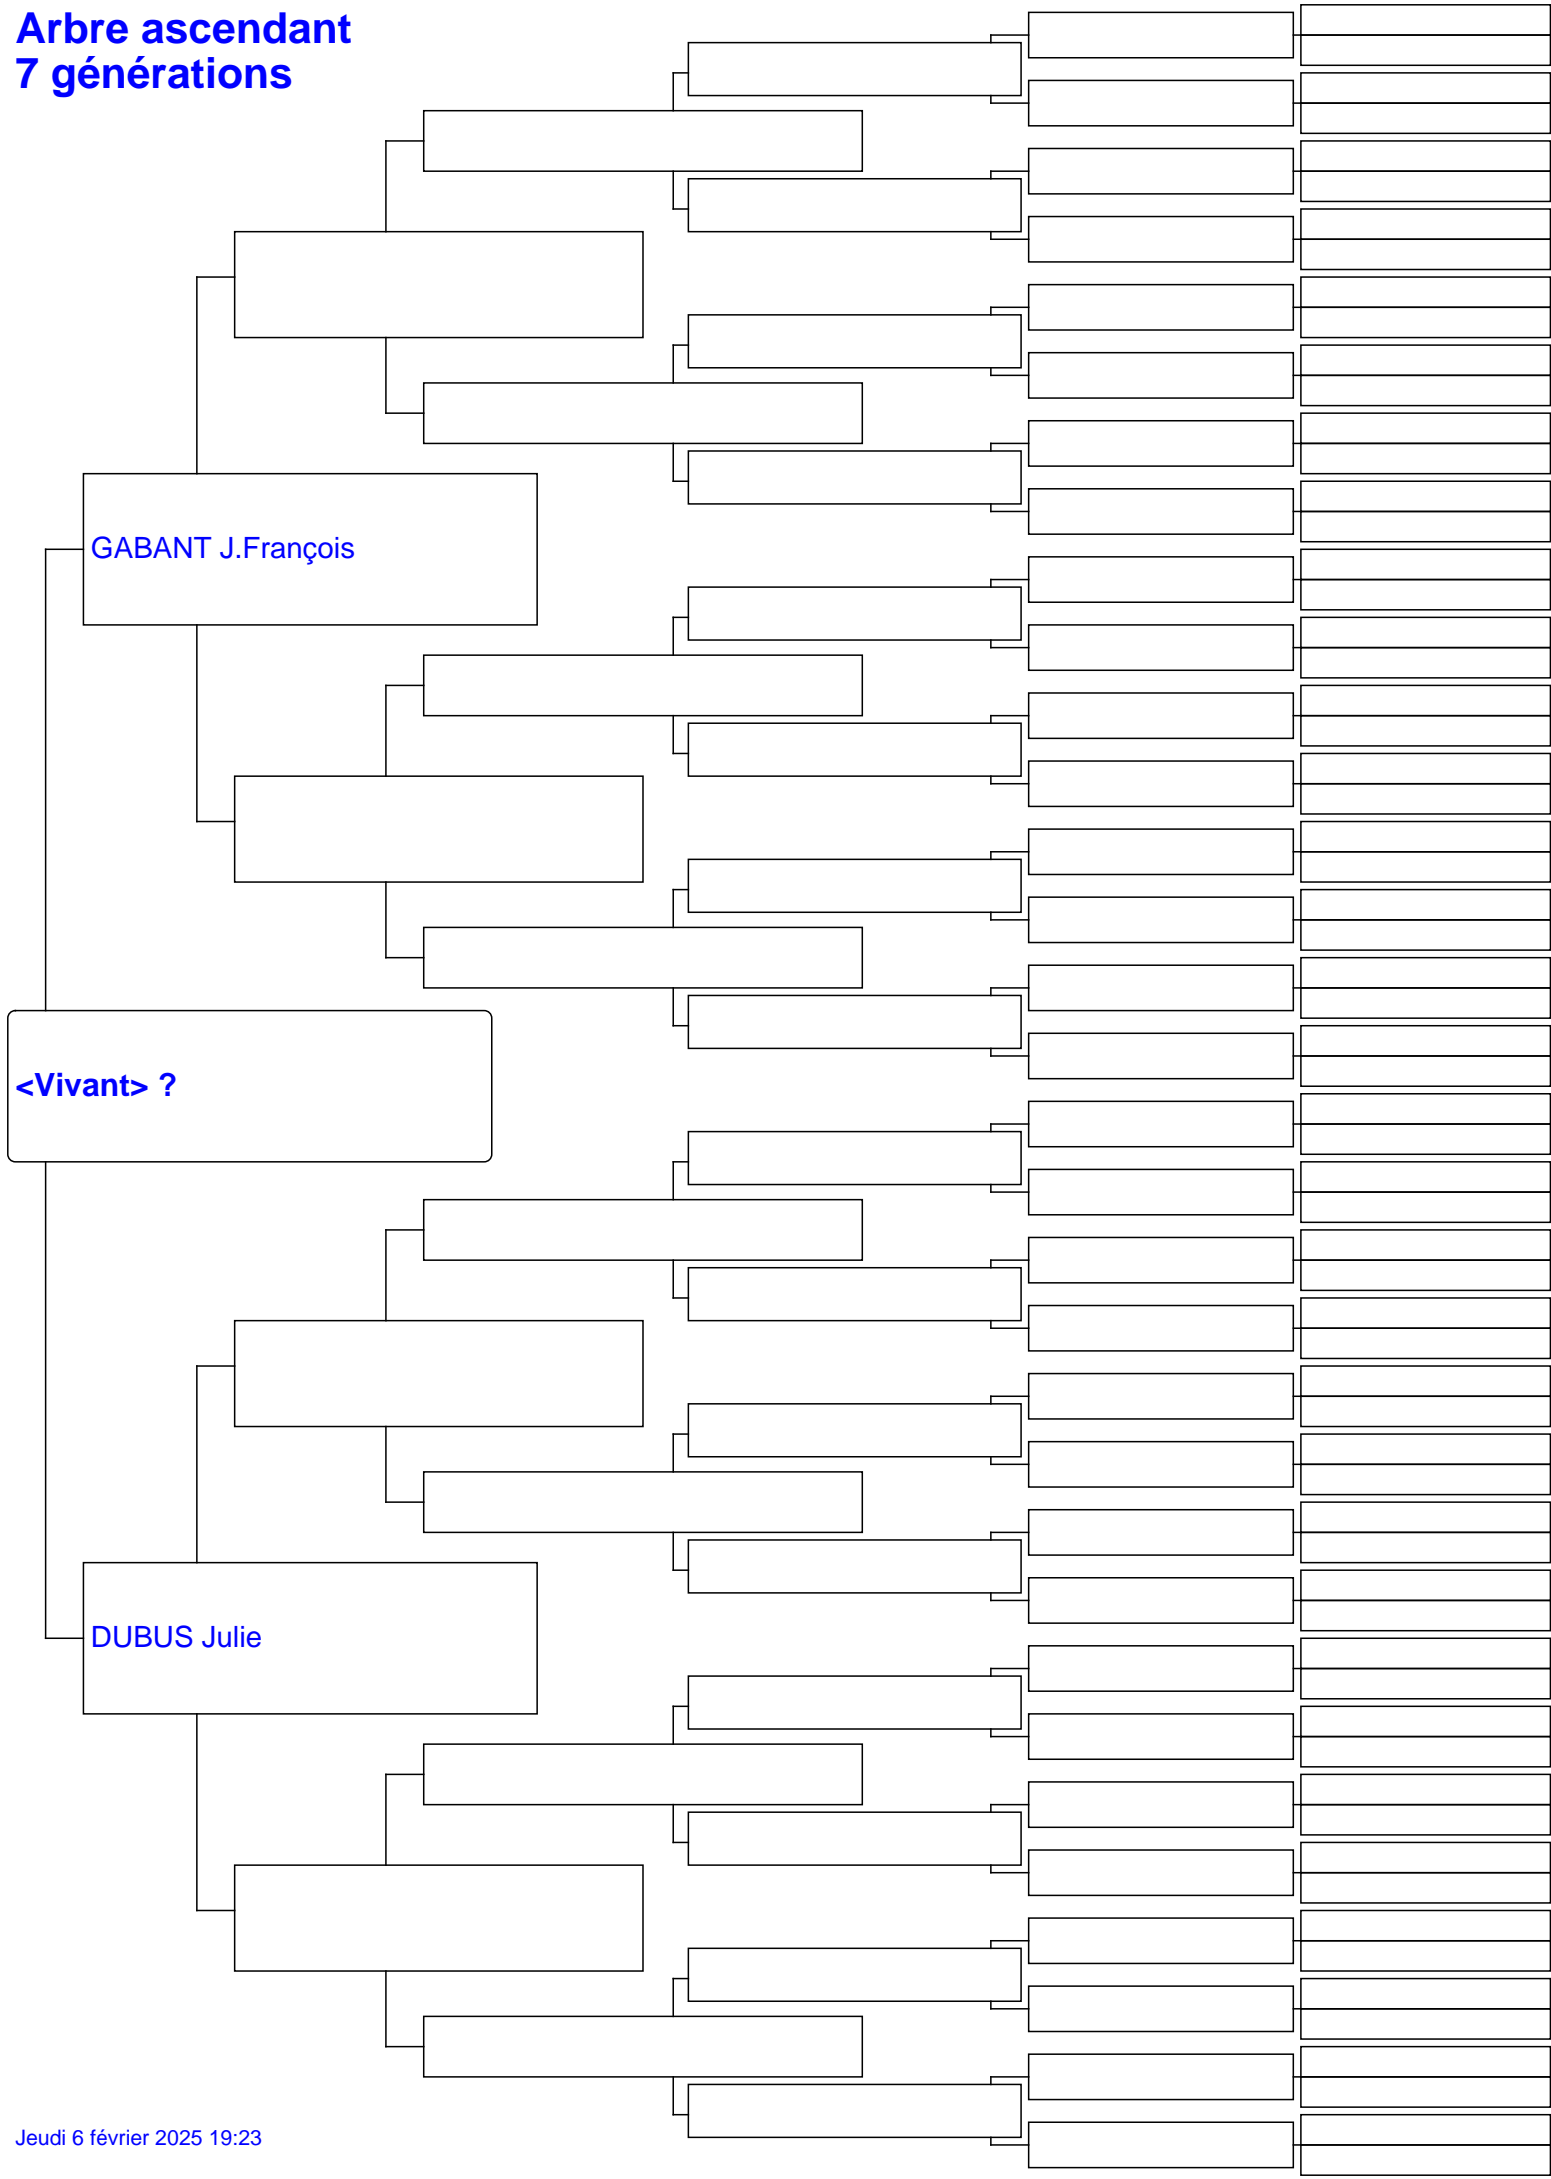 Arbre ascendant
7 générations
GABANT J.François
<Vivant> ?
DUBUS Julie
Jeudi 6 février 2025 19:23